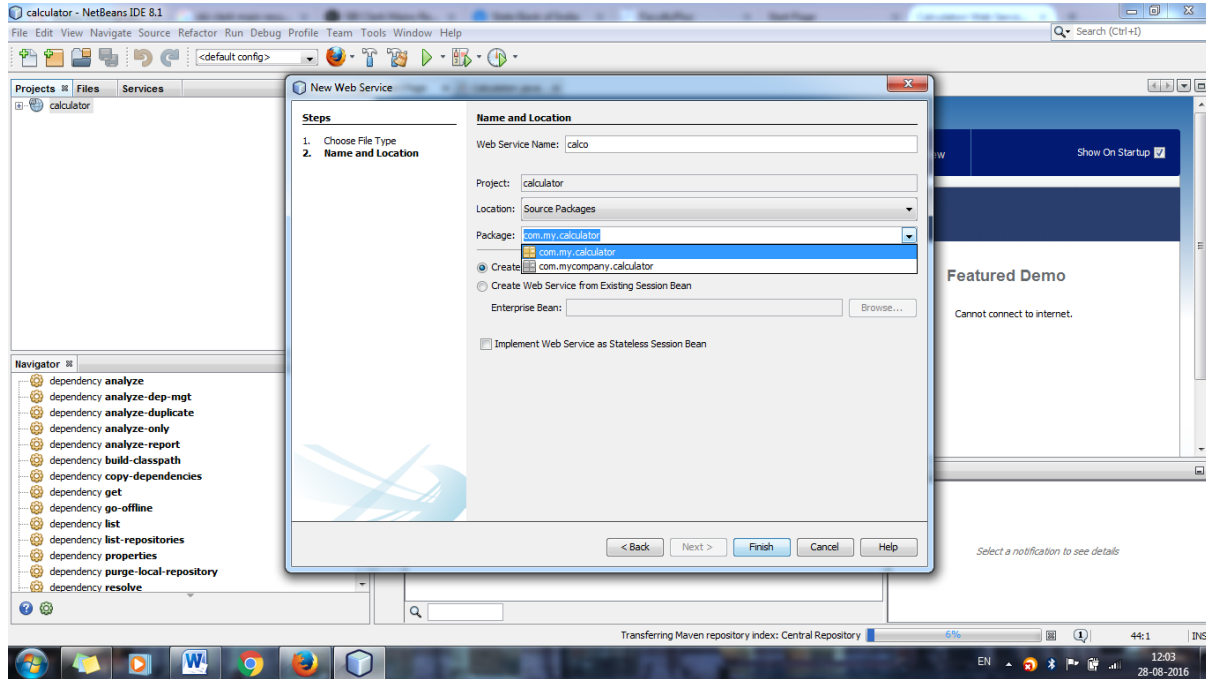 calculator - NetBeans IDE 8.1
File Edit View Navigate Source Refactor Run Debug Profile Team Tools Window Help
Search (Ctrl+I)
<default config>
Projects Files Services
calculator
New Web Service
Steps
1. Choose File Type
2. Name and Location
Name and Location
Web Service Name: calco
Project: calculator
Location: Source Packages
Package: com.my.calculator
com.my.calculator
com.mycompany.calculator
Create
Create Web Service from Existing Session Bean
Enterprise Bean: Browse...
Implement Web Service as Stateless Session Bean
< Back Next > Finish Cancel Help
Show On Startup
Featured Demo
Cannot connect to internet.
Navigator
dependency analyze
dependency analyze-dep-mgt
dependency analyze-duplicate
dependency analyze-only
dependency analyze-report
dependency build-classpath
dependency copy-dependencies
dependency get
dependency go-offline
dependency list
dependency list-repositories
dependency properties
dependency purge-local-repository
dependency resolve
Select a notification to see details
Transferring Maven repository index: Central Repository 6% 1 44:1 INS
EN 12:03
28-08-2016